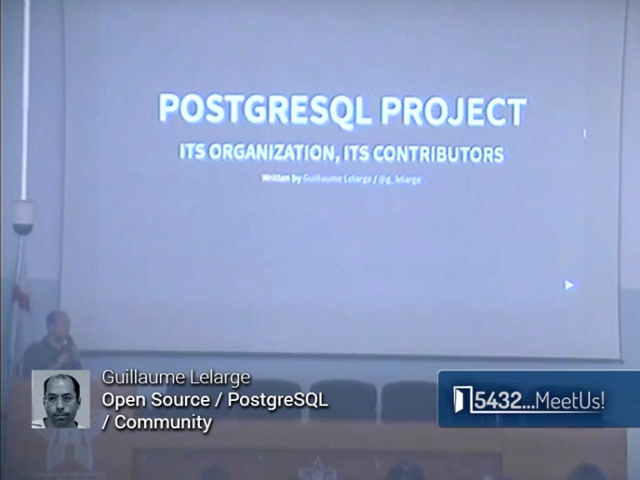 POSTGRESQL PROJECT
ITS ORGANIZATION, ITS CONTRIBUTORS
Written by Guillaume Lelarge / @g_lelarge
Guillaume Lelarge
Open Source / PostgreSQL
/ Community
5432...MeetUs!